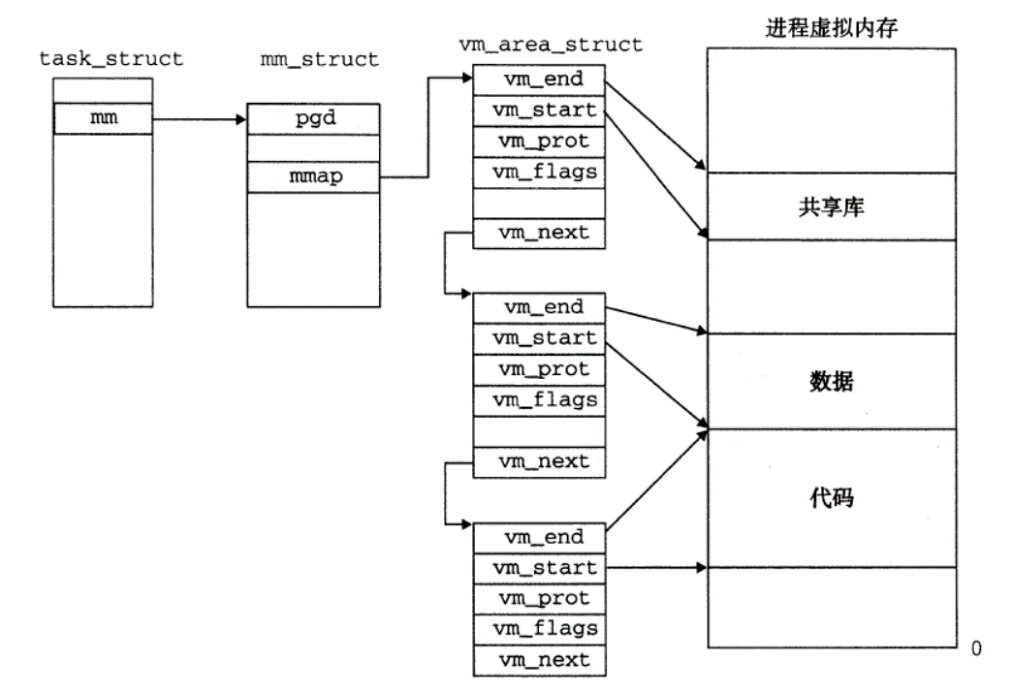 task_struct
mm
mm_struct
pgd
mmap
vm_area_struct
vm_end
vm_start
vm_prot
vm_flags
vm_next
vm_end
vm_start
vm_prot
vm_flags
vm_next
vm_end
vm_start
vm_prot
vm_flags
vm_next
进程虚拟内存
共享库
数据
代码
0